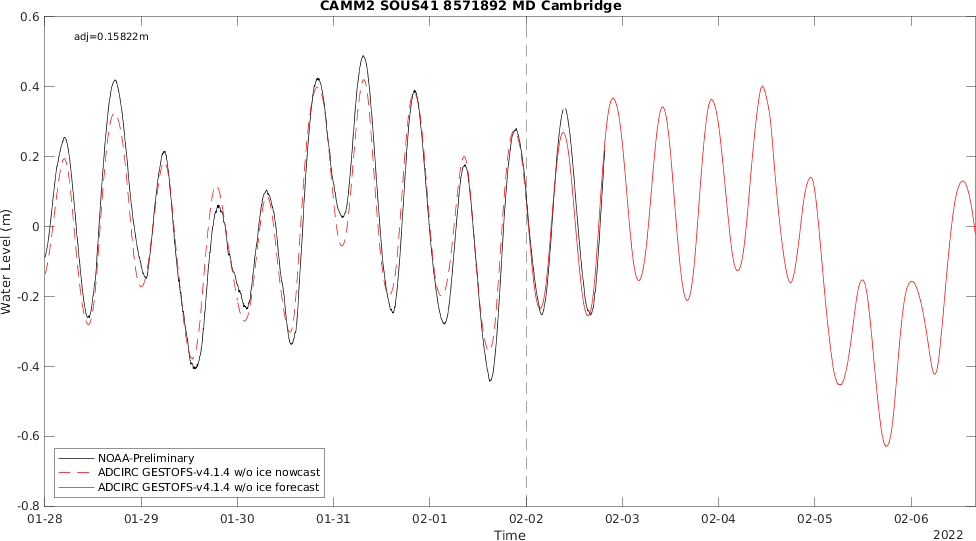 CAMM2 SOUS41 8571892 MD Cambridge
adj=0.15822m
0.6
0.4
0.2
0
-0.2
-0.4
-0.6
-0.8
Water Level (m)
NOAA-Preliminary
ADCIRC GESTOFS-v4.1.4 w/o ice nowcast
ADCIRC GESTOFS-v4.1.4 w/o ice forecast
01-28 01-29 01-30 01-31 02-01 02-02 02-03 02-04 02-05 02-06
Time
2022